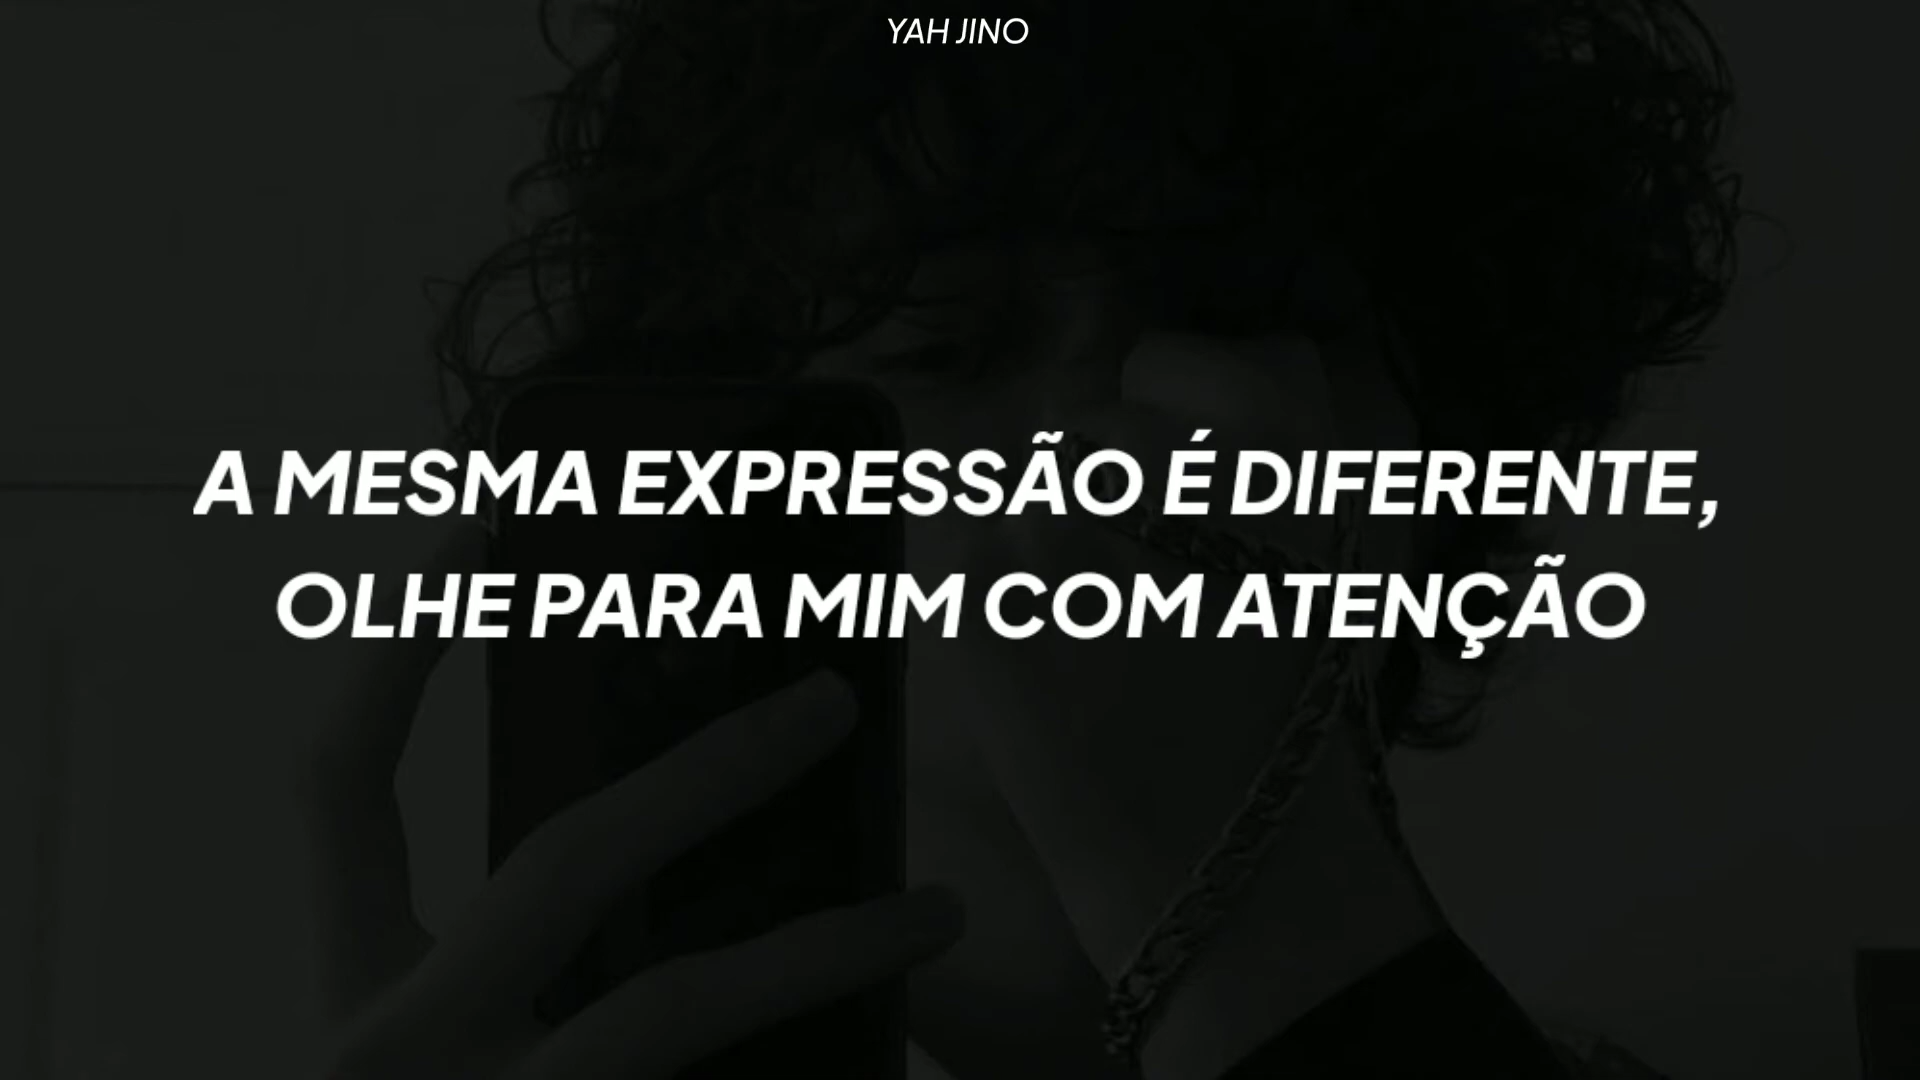 YAH JINO
A MESMA EXPRESSÃO É DIFERENTE,
OLHE PARA MIM COM ATENÇÃO